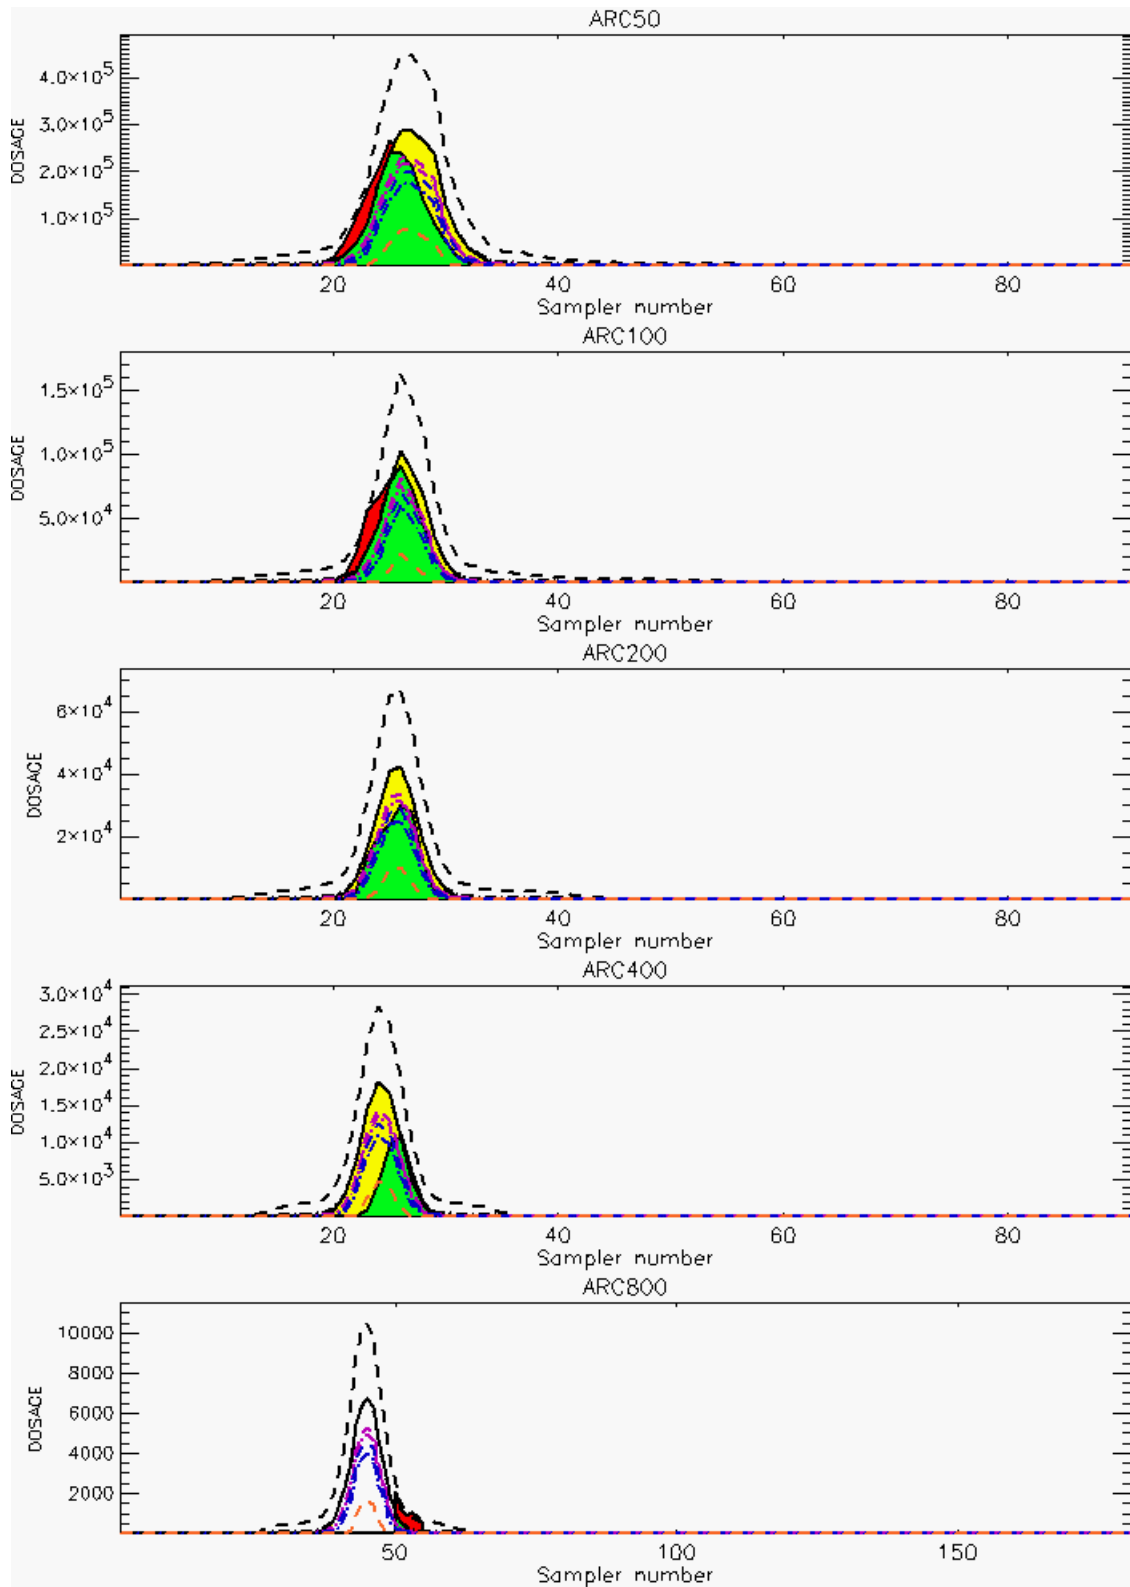 ARC50
4.0×10^5
3.0×10^5
2.0×10^5
1.0×10^5
DOSAGE
20 40 60 80
Sampler number
ARC100
1.5×10^5
1.0×10^5
5.0×10^4
DOSAGE
20 40 60 80
Sampler number
ARC200
6×10^4
4×10^4
2×10^4
DOSAGE
20 40 60 80
Sampler number
ARC400
3.0×10^4
2.5×10^4
2.0×10^4
1.5×10^4
1.0×10^4
5.0×10^3
DOSAGE
20 40 60 80
Sampler number
ARC800
10000
8000
6000
4000
2000
DOSAGE
50 100 150
Sampler number